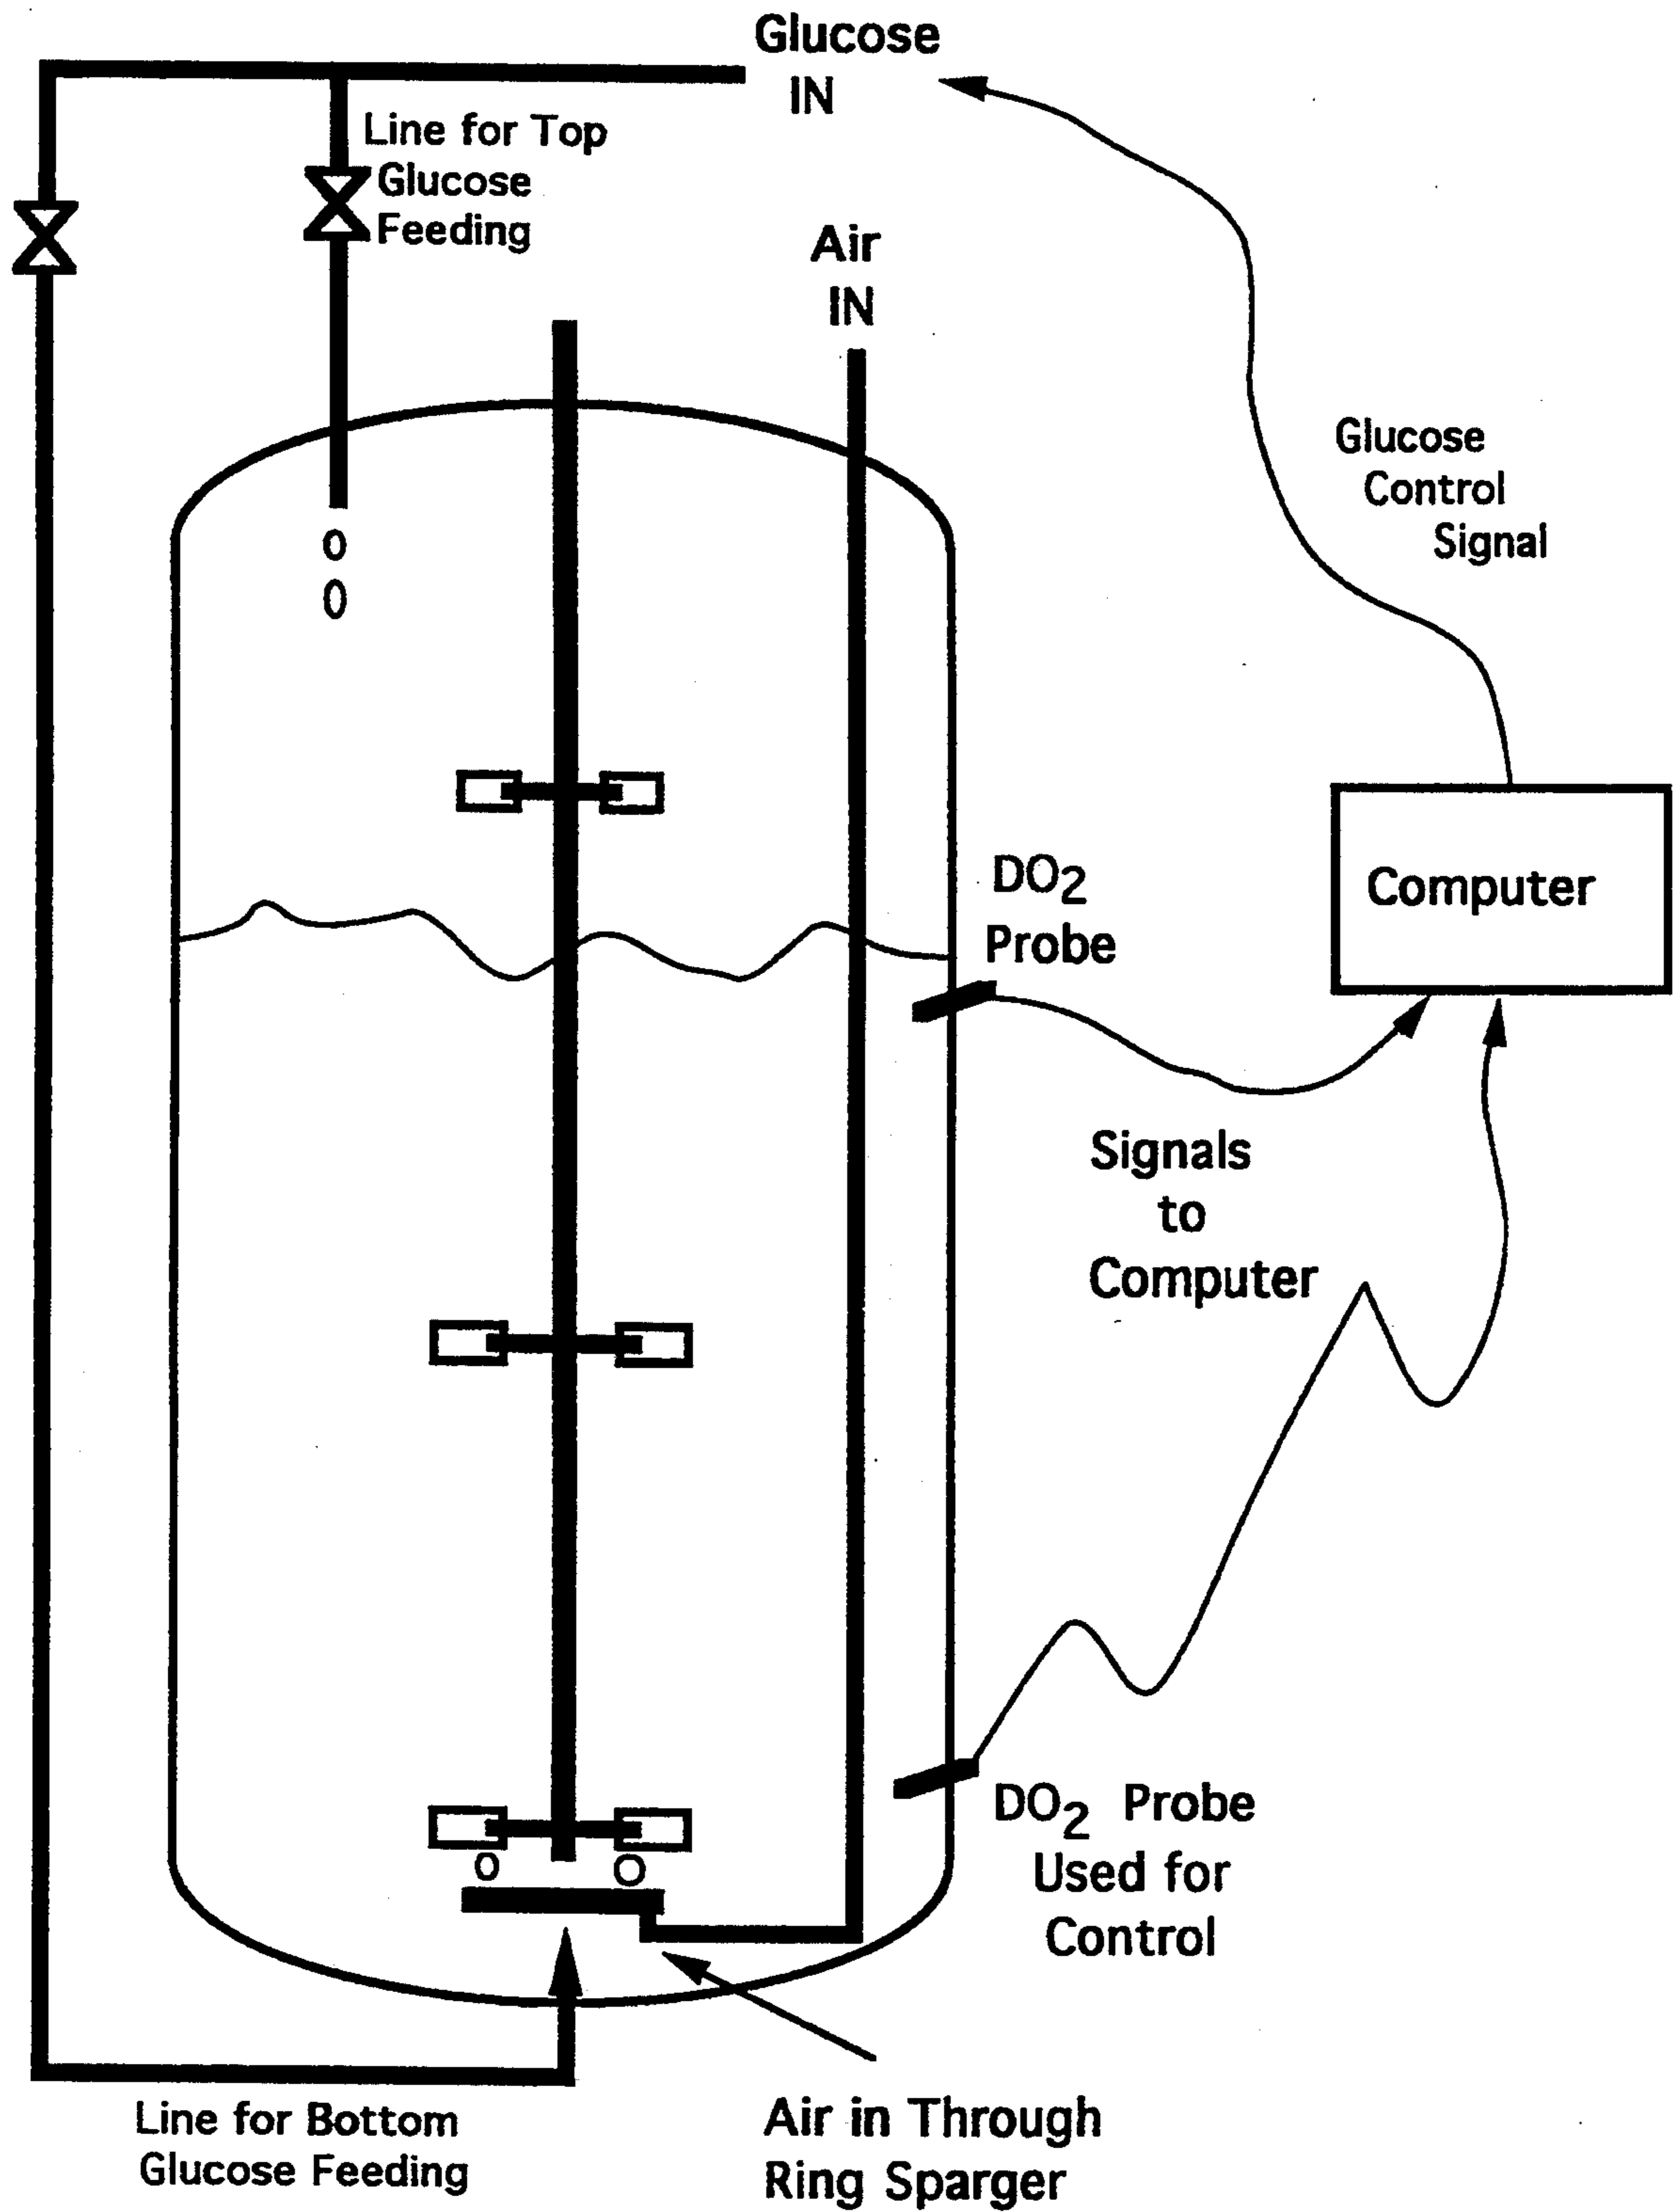 Glucose
IN
Line for Top
Glucose
Feeding
Air
IN
Glucose
Control
Signal
DO2
Probe
Computer
Signals
to
Computer
DO2 Probe
Used for
Control
Line for Bottom
Glucose Feeding
Air in Through
Ring Sparger